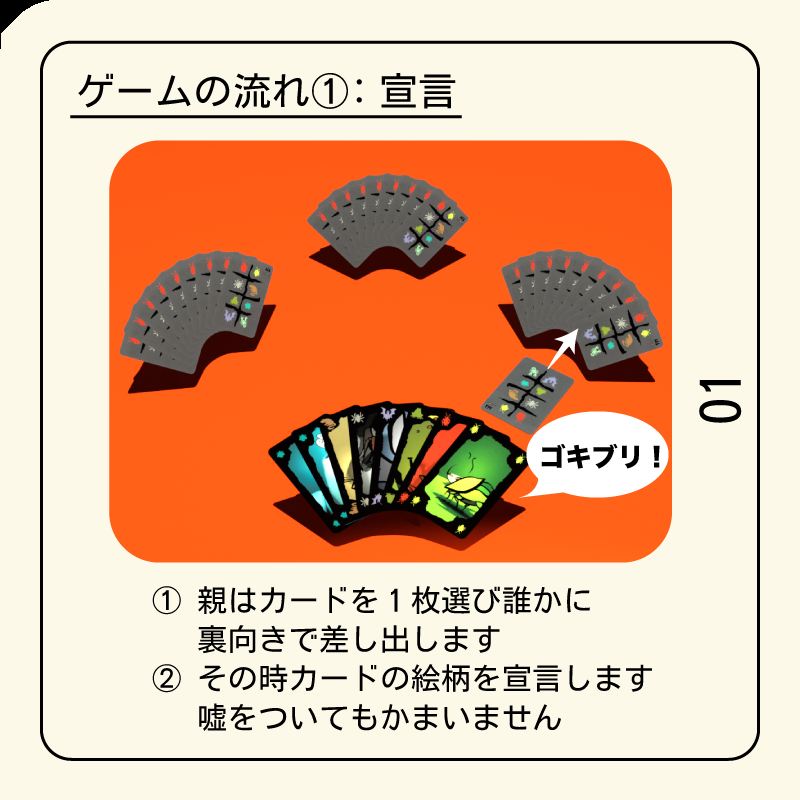 ゲームの流れ①：宣言
ゴキブリ！
01
① 親はカードを1枚選び誰かに
裏向きで差し出します
② その時カードの絵柄を宣言します
嘘をついてもかまいません